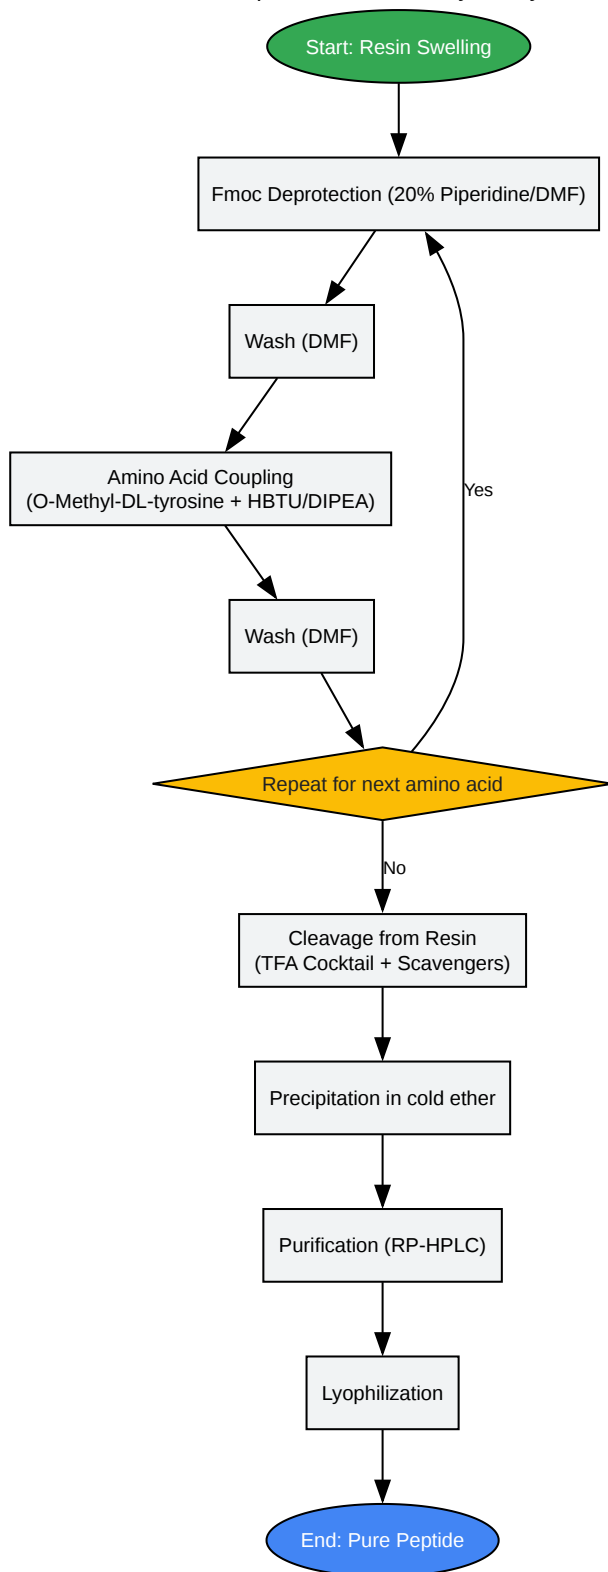 Start: Resin Swelling
Fmoc Deprotection (20% Piperidine/DMF)
Wash (DMF)
Amino Acid Coupling
(O-Methyl-DL-tyrosine + HBTU/DIPEA)
Wash (DMF)
Yes
Repeat for next amino acid
No
Cleavage from Resin
(TFA Cocktail + Scavengers)
Precipitation in cold ether
Purification (RP-HPLC)
Lyophilization
End: Pure Peptide